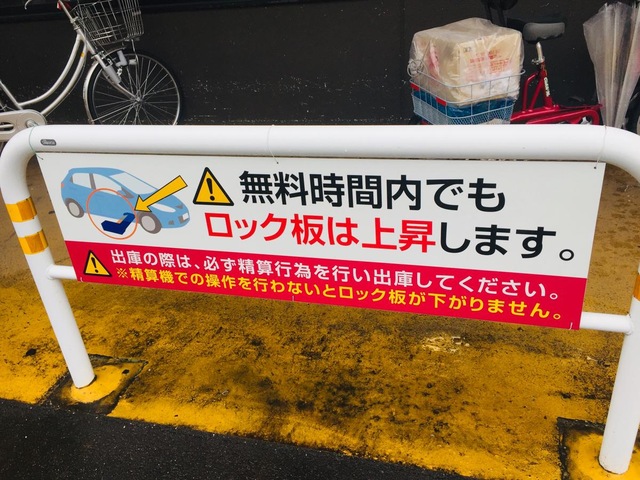 無料時間内でも
ロック板は上昇します。
出庫の際は、必ず精算行為を行い出庫してください。
※精算機での操作を行わないとロック板が下がりません。